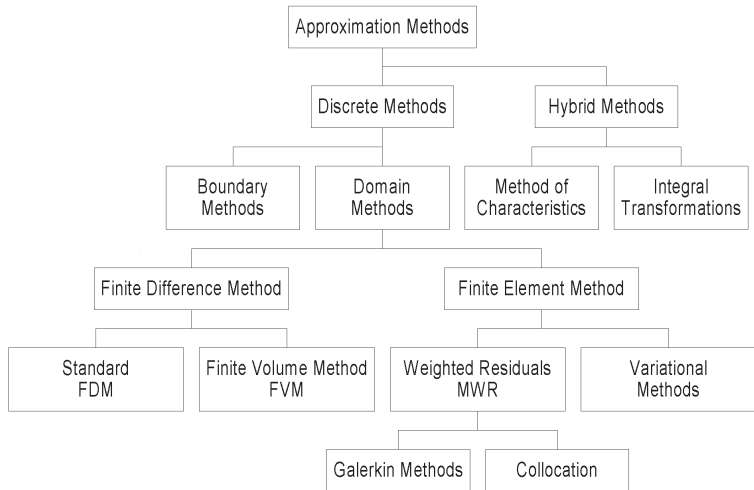 Approximation Methods
Discrete Methods
Hybrid Methods
Boundary
Methods
Domain
Methods
Method of
Characteristics
Integral
Transformations
Finite Difference Method
Finite Element Method
Standard
FDM
Finite Volume Method
FVM
Weighted Residuals
MWR
Variational
Methods
Galerkin Methods
Collocation